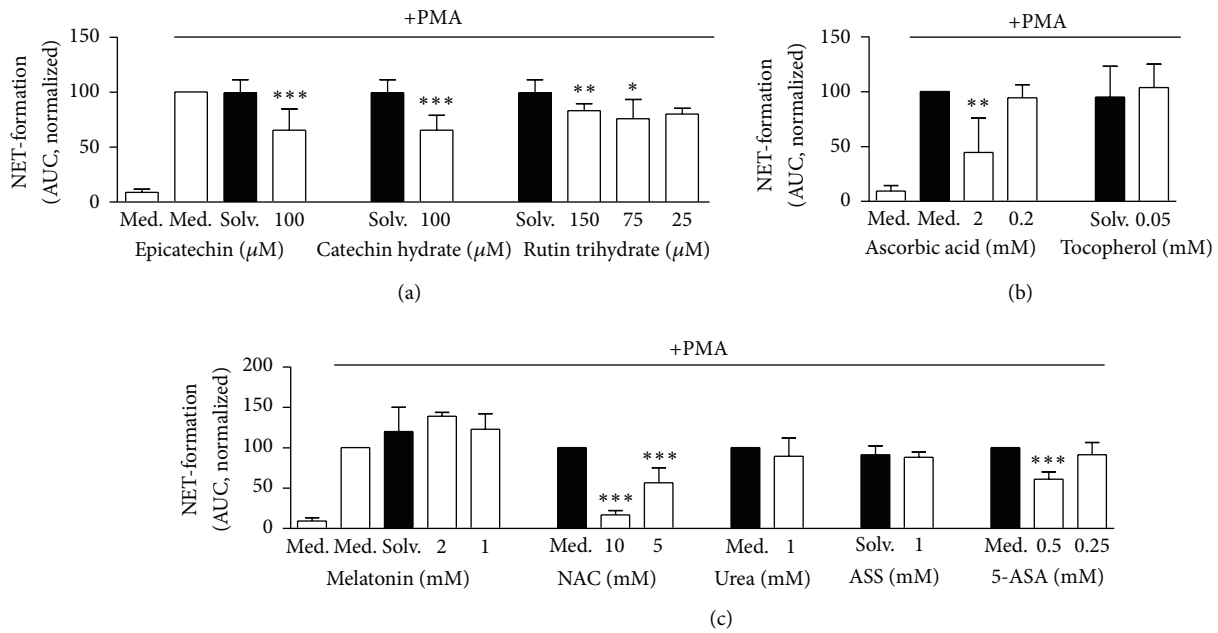 +PMA
NET-formation
(AUC, normalized)
150
100
50
0
*** *** ** *
Med. Med. Solv. 100 Solv. 100 Solv. 150 75 25
Epicatechin (μM) Catechin hydrate (μM) Rutin trihydrate (μM)
(a)
+PMA
NET-formation
(AUC, normalized)
150
100
50
0
**
Med. Med. 2 0.2 Solv. 0.05
Ascorbic acid (mM) Tocopherol (mM)
(b)
+PMA
NET-formation
(AUC, normalized)
200
150
100
50
0
*** *** ***
Med. Med. Solv. 2 1 Med. 10 5 Med. 1 Solv. 1 Med. 0.5 0.25
Melatonin (mM) NAC (mM) Urea (mM) ASS (mM) 5-ASA (mM)
(c)